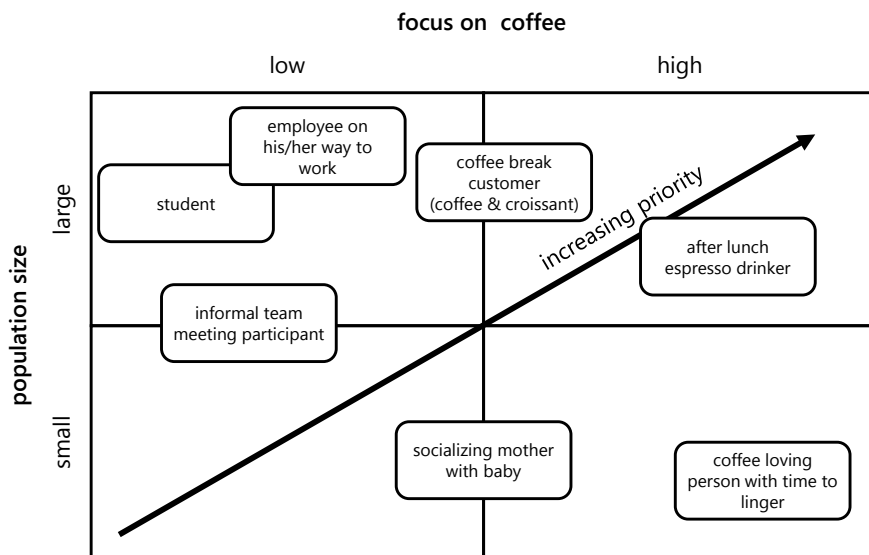 focus on coffee
low
high
population size
large
small
employee on
his/her way to
work
student
coffee break
customer
(coffee & croissant)
increasing priority
after lunch
espresso drinker
informal team
meeting participant
socializing mother
with baby
coffee loving
person with time to
linger